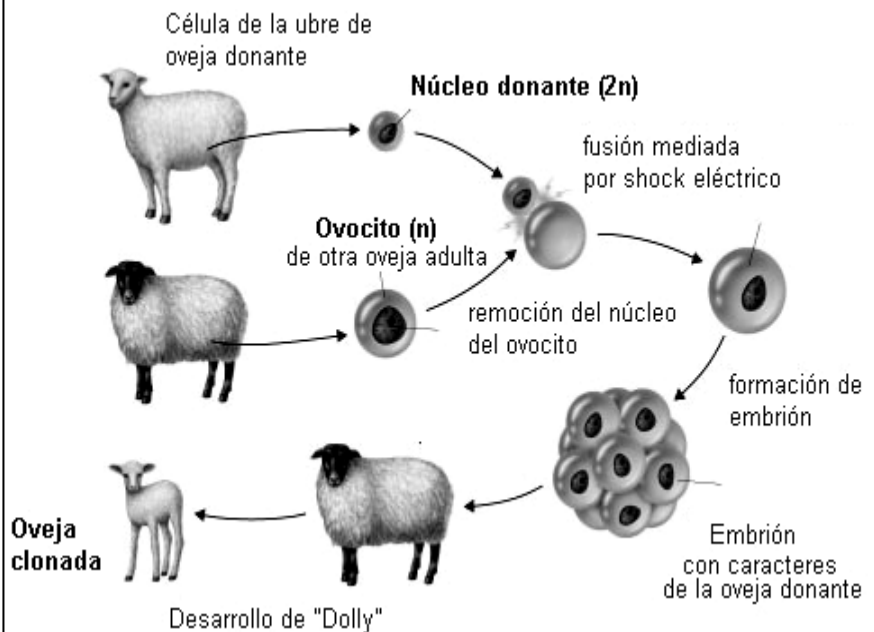 Célula de la ubre de
oveja donante
Núcleo donante (2n)
fusión mediada
por shock eléctrico
Ovocito (n)
de otra oveja adulta
remoción del núcleo
del ovocito
formación de
embrión
Embrión
con caracteres
de la oveja donante
Oveja
clonada
Desarrollo de "Dolly"